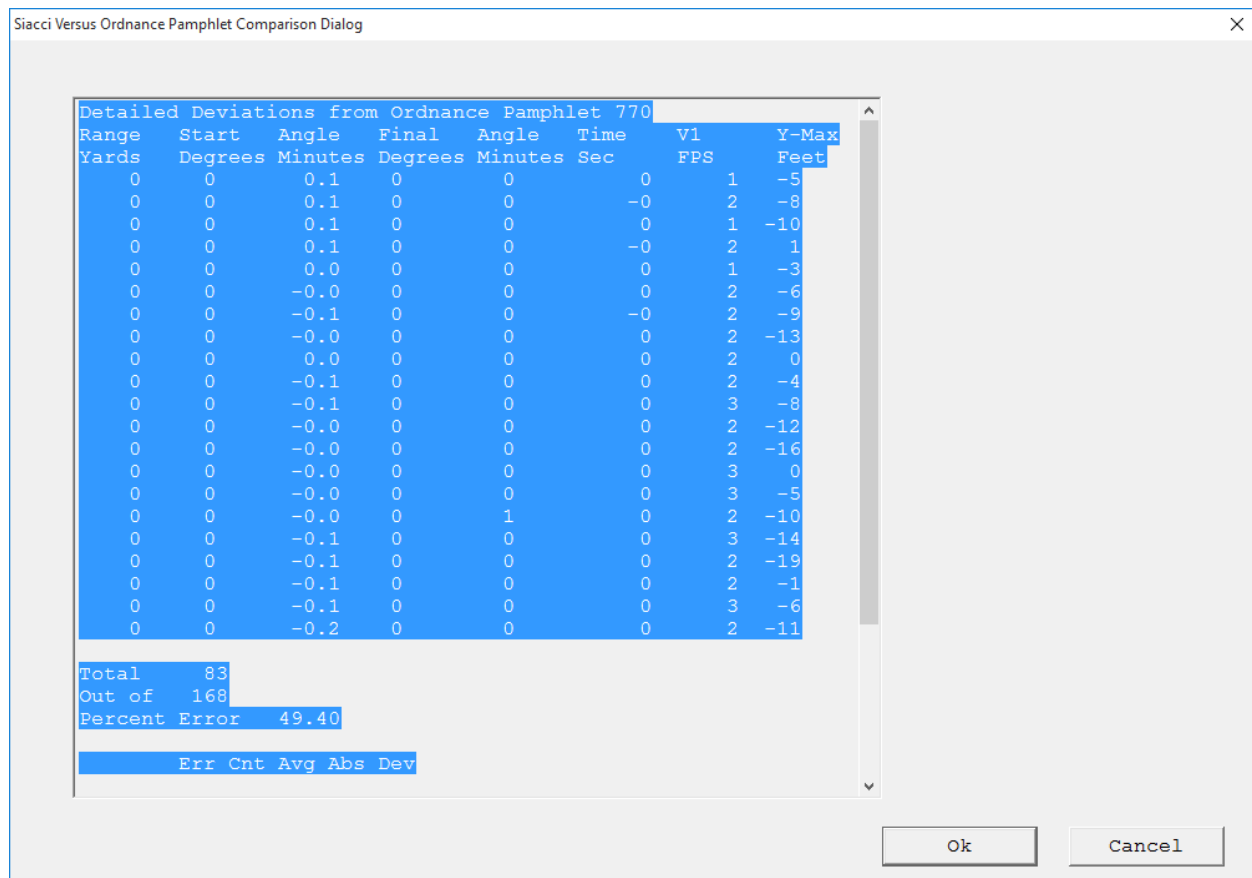 Siacci Versus Ordnance Pamphlet Comparison Dialog
Detailed Deviations from Ordnance Pamphlet 770
Range Start Angle Final Angle Time V1 Y-Max
Yards Degrees Minutes Degrees Minutes Sec FPS Feet
0 0 0.1 0 0 0 1 -5
0 0 0.1 0 0 -0 2 -8
0 0 0.1 0 0 0 1 -10
0 0 0.1 0 0 -0 2 1
0 0 0.0 0 0 0 1 -3
0 0 -0.0 0 0 0 2 -6
0 0 -0.1 0 0 -0 2 -9
0 0 -0.0 0 0 0 2 -13
0 0 0.0 0 0 0 2 0
0 0 -0.1 0 0 0 2 -4
0 0 -0.1 0 0 0 3 -8
0 0 -0.0 0 0 0 2 -12
0 0 -0.0 0 0 0 2 -16
0 0 -0.0 0 0 0 3 0
0 0 -0.0 0 0 0 3 -5
0 0 -0.0 0 1 0 2 -10
0 0 -0.1 0 0 0 3 -14
0 0 -0.1 0 0 0 2 -19
0 0 -0.1 0 0 0 2 -1
0 0 -0.1 0 0 0 3 -6
0 0 -0.2 0 0 0 2 -11
Total 83
Out of 168
Percent Error 49.40
Err Cnt Avg Abs Dev
Ok Cancel